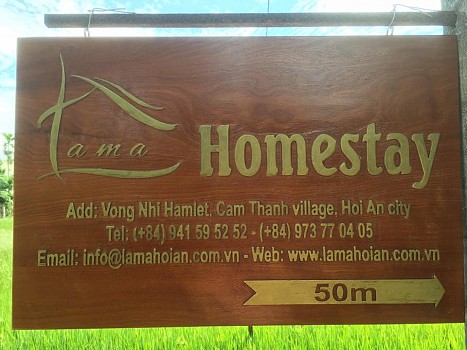 Lama Homestay
Add: Vong Nhi Hamlet, Cam Thanh village, Hoi An city
Tel: (+84) 941 59 52 52 - (+84) 973 77 04 05
Email: info@lamahoian.com.vn - Web: www.lamahoian.com.vn
50m